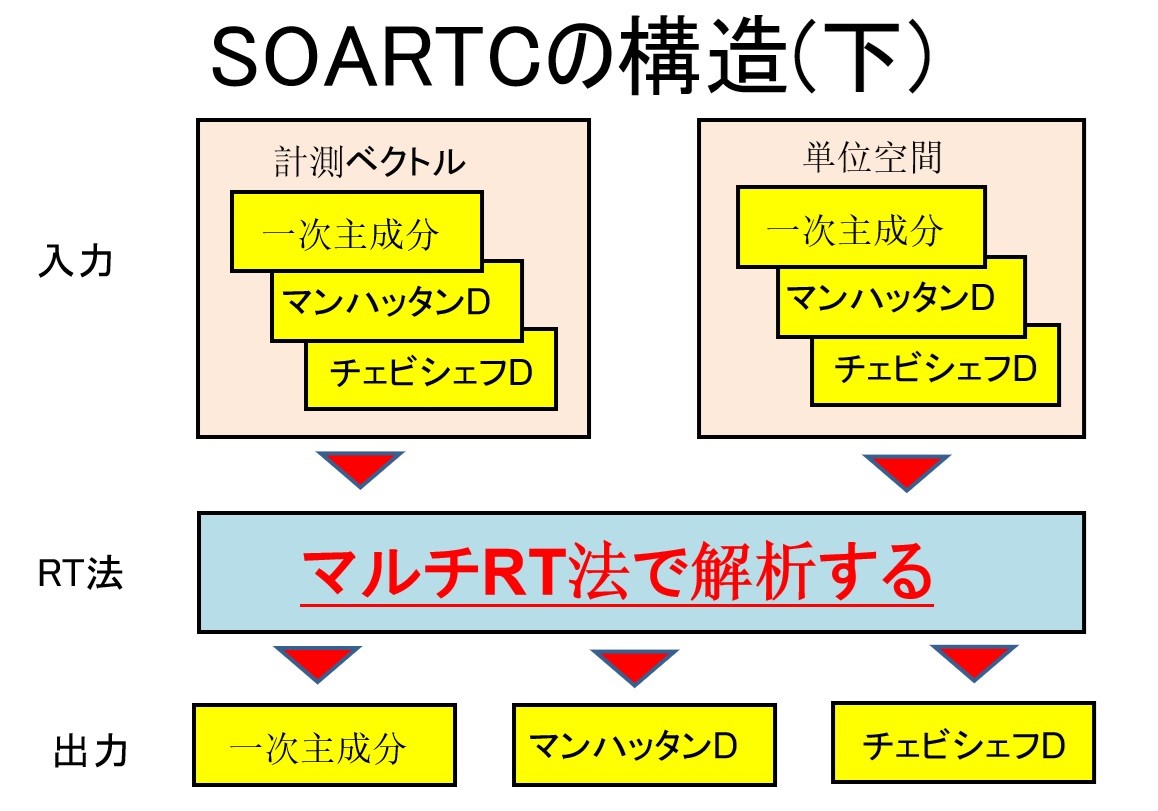 SOARTCの構造(下)
計測ベクトル
単位空間
一次主成分
一次主成分
入力
マンハッタンD
マンハッタンD
チェビシェフD
チェビシェフD
RT法
マルチRT法で解析する
出力
一次主成分
マンハッタンD
チェビシェフD